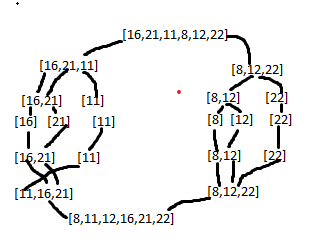 [16,21,11,8,12,22]
[16,21,11] [8,12,22]
[16,21] [11] [8,12] [22]
[16] [21] [11] [8] [12] [22]
[16,21] [11] [8,12] [22]
[11,16,21] [8,12,22]
[8,11,12,16,21,22]